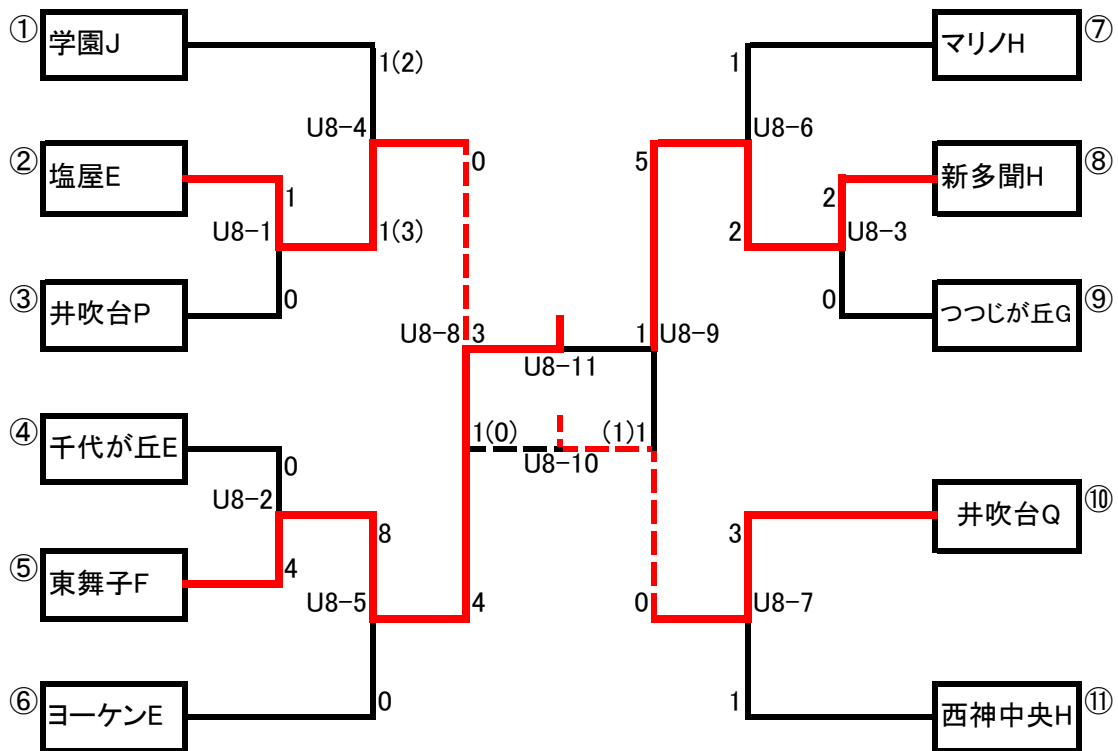 ① 学園J
1(2)
U8-4
② 塩屋E
1
0
U8-1
1(3)
③ 井吹台P
0
U8-8 3
④ 千代が丘E
0
1(0)
U8-2
8
⑤ 東舞子F
4
U8-5
4
⑥ ヨーケンE
0
U8-11
U8-10
マリノH ⑦
1
U8-6
5
新多聞H ⑧
2
2
U8-3
つつじが丘G ⑨
0
1 U8-9
(1)1
井吹台Q ⑩
3
0
U8-7
1
西神中央H ⑪